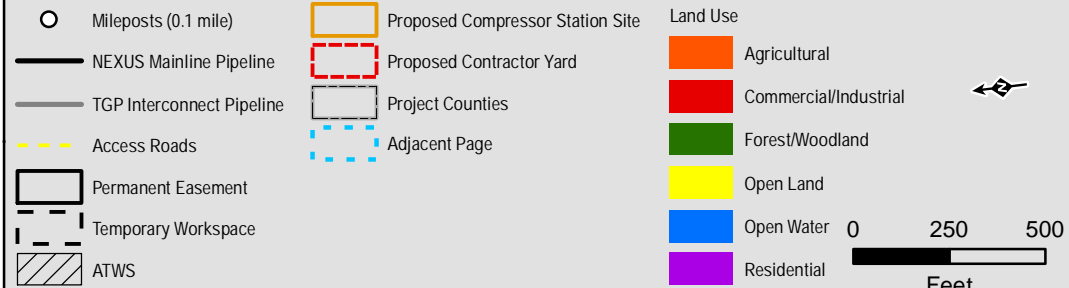 Mileposts (0.1 mile)
NEXUS Mainline Pipeline
TGP Interconnect Pipeline
Access Roads
Permanent Easement
Temporary Workspace
ATWS
Proposed Compressor Station Site
Proposed Contractor Yard
Project Counties
Adjacent Page
Land Use
Agricultural
Commercial/Industrial
Forest/Woodland
Open Land
Open Water
Residential
N
0 250 500
Feet